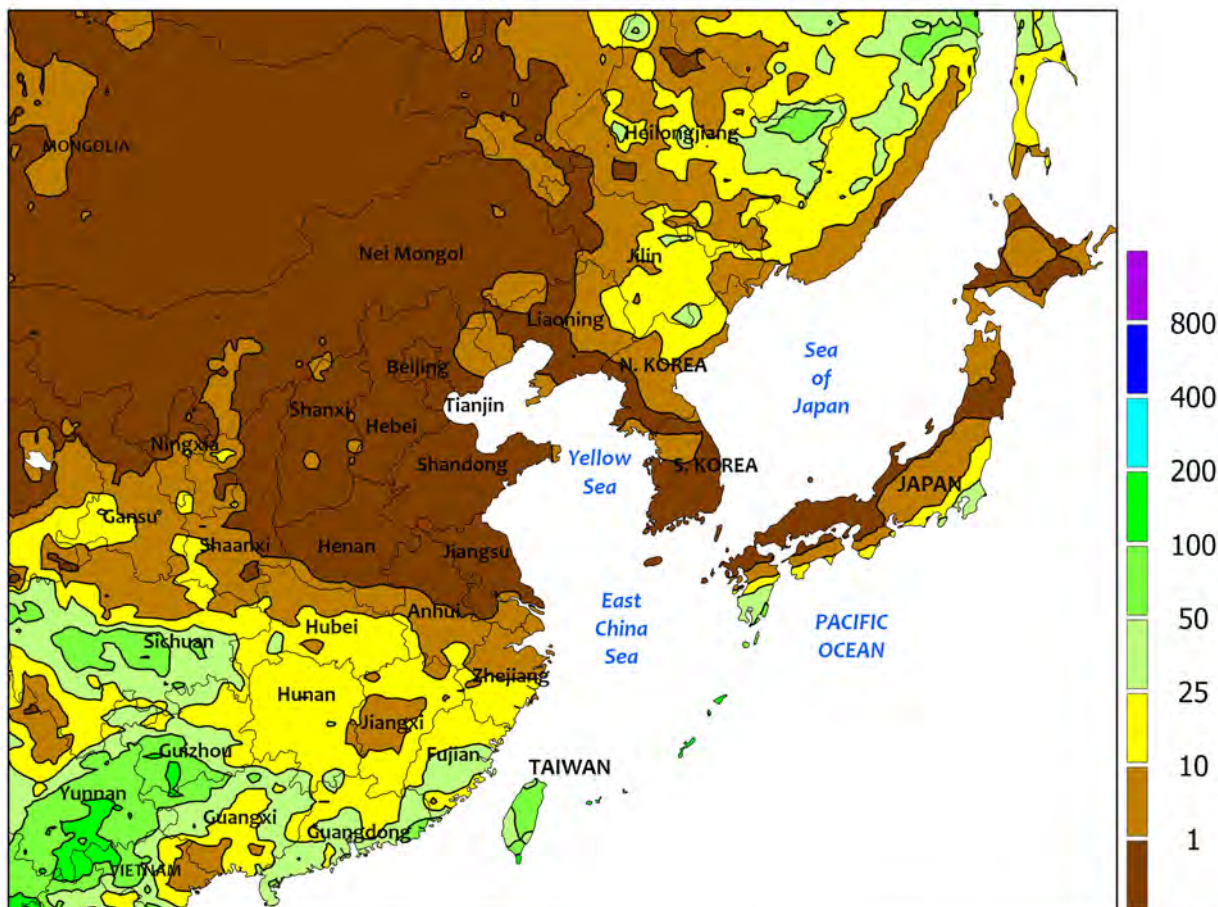 Heilongjiang
MONGOLIA
Nei Mongol
Jilin
Liaoning
Sea
of
Japan
800
Beijing
N. KOREA
400
Tianjin
Shanxi
Hebei
Ningxia
Shandong
Yellow
Sea
S. KOREA
200
JAPAN
Gansu
Shaanxi
Henan
Jiangsu
100
East
China
Sea
PACIFIC
OCEAN
Anhui
Hubei
50
Sichuan
Zhejiang
Hunan
25
Jiangxi
Guizhou
Fujian
TAIWAN
10
Yunnan
Guangxi
Guangdong
1
VIETNAM